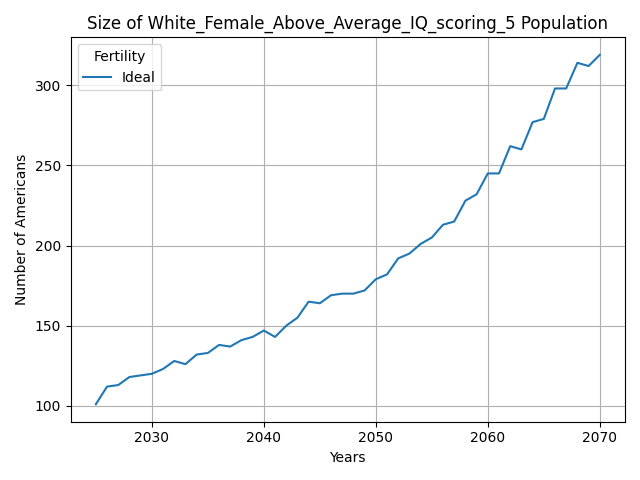 Size of White_Female_Above_Average_IQ_scoring_5 Population
Fertility
Ideal
Number of Americans
300
250
200
150
100
2030 2040 2050 2060 2070
Years